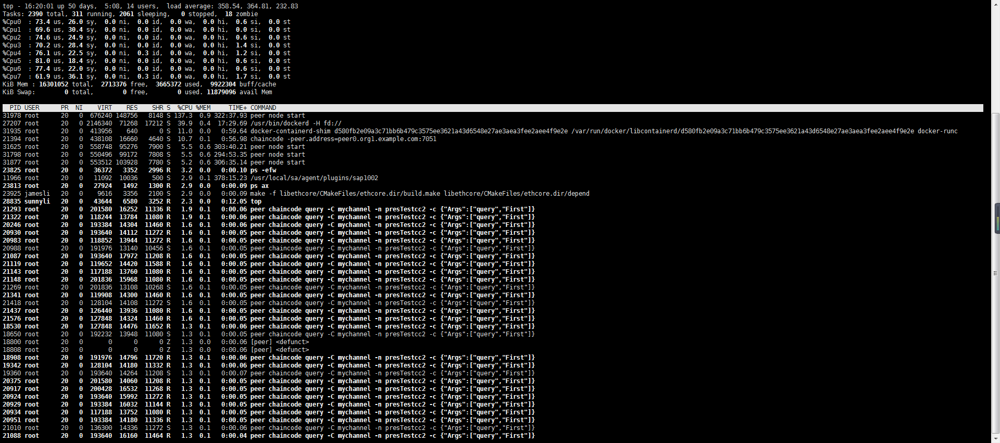 top - 16:20:01 up 50 days,  5:08, 14 users,  load average: 358.54, 364.81, 232.83
Tasks: 2390 total, 311 running, 2061 sleeping,   0 stopped,  18 zombie
%Cpu0  : 73.4 us, 26.0 sy,  0.0 ni,  0.0 id,  0.0 wa,  0.0 hi,  0.6 si,  0.0 st
%Cpu1  : 69.6 us, 30.4 sy,  0.0 ni,  0.0 id,  0.0 wa,  0.0 hi,  0.0 si,  0.0 st
%Cpu2  : 74.6 us, 24.9 sy,  0.0 ni,  0.0 id,  0.0 wa,  0.0 hi,  0.6 si,  0.0 st
%Cpu3  : 70.2 us, 28.4 sy,  0.0 ni,  0.0 id,  0.0 wa,  0.0 hi,  1.4 si,  0.0 st
%Cpu4  : 76.1 us, 22.5 sy,  0.0 ni,  0.3 id,  0.0 wa,  0.0 hi,  1.2 si,  0.0 st
%Cpu5  : 81.0 us, 18.4 sy,  0.0 ni,  0.0 id,  0.0 wa,  0.0 hi,  0.6 si,  0.0 st
%Cpu6  : 77.4 us, 22.0 sy,  0.0 ni,  0.0 id,  0.0 wa,  0.0 hi,  0.6 si,  0.0 st
%Cpu7  : 61.9 us, 36.1 sy,  0.0 ni,  0.3 id,  0.0 wa,  0.0 hi,  1.7 si,  0.0 st
KiB Mem : 16301052 total,  2713376 free,  3665372 used,  9922304 buff/cache
KiB Swap:        0 total,        0 free,        0 used. 11879096 avail Mem
PID USER      PR  NI    VIRT    RES    SHR S  %CPU %MEM     TIME+ COMMAND
31978 root      20   0  676240 148756   8148 S 137.3  0.9 322:37.93 peer node start
27207 root      20   0 2146340  71268  17212 S  39.9  0.4  17:29.69 /usr/bin/dockerd -H fd://
31935 root      20   0  413956    640      0 S  11.0  0.0   0:59.64 docker-containerd-shim d580fb2e09a3c71bb6b479c3575ee3621a43d6548e27ae3aea3fee2aee4f9e2e /var/run/docker/libcontainerd/d580fb2e09a3c71bb6b479c3575ee3621a43d6548e27ae3aea3fee2aee4f9e2e docker-runc
21394 root      20   0  438108  16660   4640 S  10.7  0.1   0:56.98 chaincode -peer.address=peer0.org1.example.com:7051
31625 root      20   0  558748  95276   7900 S   5.5  0.6 303:40.21 peer node start
31798 root      20   0  550496  99172   7808 S   5.5  0.6 294:53.35 peer node start
31877 root      20   0  553512 103928   7780 S   5.2  0.6 306:35.14 peer node start
23825 root      20   0   36372   3352   2996 R   3.2  0.0   0:00.10 ps -efw
11966 root      20   0   11092  10036    500 S   2.9  0.1 378:15.23 /usr/local/sa/agent/plugins/sap1002
23813 root      20   0   27924   1492   1300 R   2.9  0.0   0:00.09 ps ax
23925 jamesli   20   0    9616   3356   2100 S   2.9  0.0   0:00.09 make -f libethcore/CMakeFiles/ethcore.dir/build.make libethcore/CMakeFiles/ethcore.dir/depend
28835 sunnyli   20   0   43644   6580   3252 R   2.3  0.0   0:12.05 top
21293 root      20   0  201580  16252  11336 R   1.9  0.1   0:00.06 peer chaincode query -C mychannel -n presTestcc2 -c {"Args":["query","First"]}
21322 root      20   0  118244  13784  11080 R   1.9  0.1   0:00.06 peer chaincode query -C mychannel -n presTestcc2 -c {"Args":["query","First"]}
20246 root      20   0  193384  14304  11460 R   1.6  0.1   0:00.06 peer chaincode query -C mychannel -n presTestcc2 -c {"Args":["query","First"]}
20930 root      20   0  193640  14112  11272 R   1.6  0.1   0:00.05 peer chaincode query -C mychannel -n presTestcc2 -c {"Args":["query","First"]}
20983 root      20   0  118852  13944  11272 R   1.6  0.1   0:00.05 peer chaincode query -C mychannel -n presTestcc2 -c {"Args":["query","First"]}
20988 root      20   0  191976  13140  10456 S   1.6  0.1   0:00.05 peer chaincode query -C mychannel -n presTestcc2 -c {"Args":["query","First"]}
21087 root      20   0  193640  17972  11208 R   1.6  0.1   0:00.05 peer chaincode query -C mychannel -n presTestcc2 -c {"Args":["query","First"]}
21119 root      20   0  119652  14420  11588 R   1.6  0.1   0:00.05 peer chaincode query -C mychannel -n presTestcc2 -c {"Args":["query","First"]}
21143 root      20   0  117188  13760  11080 R   1.6  0.1   0:00.05 peer chaincode query -C mychannel -n presTestcc2 -c {"Args":["query","First"]}
21148 root      20   0  201836  15968  11080 R   1.6  0.1   0:00.05 peer chaincode query -C mychannel -n presTestcc2 -c {"Args":["query","First"]}
21269 root      20   0  201836  13108  10268 S   1.6  0.1   0:00.05 peer chaincode query -C mychannel -n presTestcc2 -c {"Args":["query","First"]}
21341 root      20   0  119908  14300  11460 R   1.6  0.1   0:00.05 peer chaincode query -C mychannel -n presTestcc2 -c {"Args":["query","First"]}
21418 root      20   0  128104  14108  11272 S   1.6  0.1   0:00.05 peer chaincode query -C mychannel -n presTestcc2 -c {"Args":["query","First"]}
21437 root      20   0  126440  13936  11080 R   1.6  0.1   0:00.05 peer chaincode query -C mychannel -n presTestcc2 -c {"Args":["query","First"]}
21576 root      20   0  127848  14324  11460 R   1.6  0.1   0:00.05 peer chaincode query -C mychannel -n presTestcc2 -c {"Args":["query","First"]}
18530 root      20   0  127848  14476  11652 R   1.3  0.1   0:00.06 peer chaincode query -C mychannel -n presTestcc2 -c {"Args":["query","First"]}
18650 root      20   0  192232  13948  11080 S   1.3  0.1   0:00.05 peer chaincode query -C mychannel -n presTestcc2 -c {"Args":["query","First"]}
18800 root      20   0       0      0      0 Z   1.3  0.0   0:00.06 [peer] <defunct>
18808 root      20   0       0      0      0 Z   1.3  0.0   0:00.06 [peer] <defunct>
18908 root      20   0  191976  14796  11720 R   1.3  0.1   0:00.06 peer chaincode query -C mychannel -n presTestcc2 -c {"Args":["query","First"]}
19342 root      20   0  128104  14180  11332 R   1.3  0.1   0:00.06 peer chaincode query -C mychannel -n presTestcc2 -c {"Args":["query","First"]}
19360 root      20   0  193640  14264  11208 S   1.3  0.1   0:00.07 peer chaincode query -C mychannel -n presTestcc2 -c {"Args":["query","First"]}
20375 root      20   0  201580  14060  11208 R   1.3  0.1   0:00.05 peer chaincode query -C mychannel -n presTestcc2 -c {"Args":["query","First"]}
20917 root      20   0  200428  16532  11268 R   1.3  0.1   0:00.05 peer chaincode query -C mychannel -n presTestcc2 -c {"Args":["query","First"]}
20924 root      20   0  193640  15992  11272 R   1.3  0.1   0:00.05 peer chaincode query -C mychannel -n presTestcc2 -c {"Args":["query","First"]}
20929 root      20   0  193384  16032  11144 R   1.3  0.1   0:00.05 peer chaincode query -C mychannel -n presTestcc2 -c {"Args":["query","First"]}
20934 root      20   0  117188  13752  11080 R   1.3  0.1   0:00.05 peer chaincode query -C mychannel -n presTestcc2 -c {"Args":["query","First"]}
20951 root      20   0  193384  14180  11336 R   1.3  0.1   0:00.05 peer chaincode query -C mychannel -n presTestcc2 -c {"Args":["query","First"]}
21010 root      20   0  136300  14336  11272 S   1.3  0.1   0:00.06 peer chaincode query -C mychannel -n presTestcc2 -c {"Args":["query","First"]}
21088 root      20   0  193640  16160  11464 R   1.3  0.1   0:00.04 peer chaincode query -C mychannel -n presTestcc2 -c {"Args":["query","First"]}